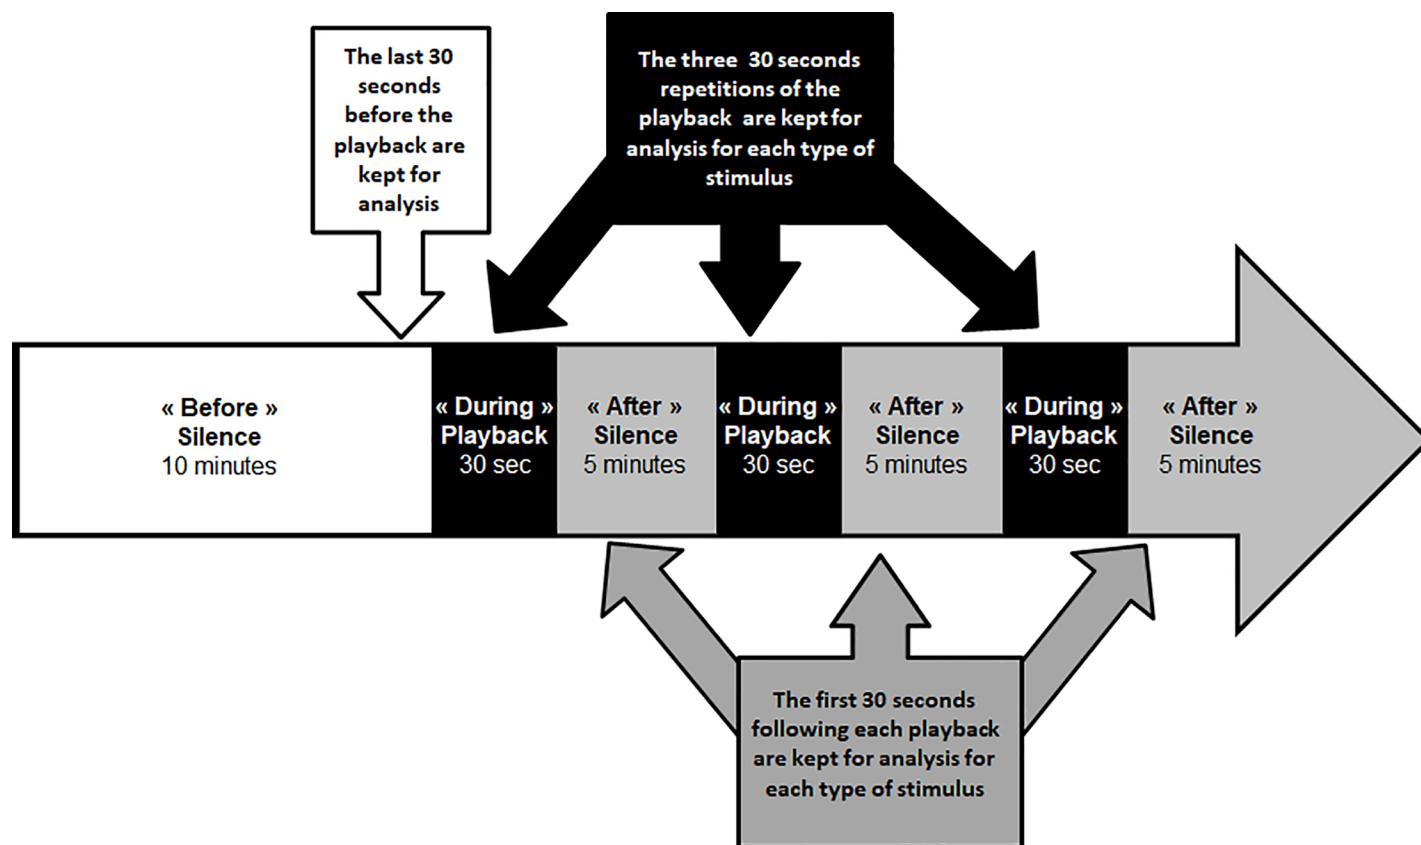 The last 30
seconds
before the
playback are
kept for
analysis
The three 30 seconds
repetitions of the
playback are kept for
analysis for each type of
stimulus
« Before »
Silence
10 minutes
« During »
Playback
30 sec
« After »
Silence
5 minutes
« During »
Playback
30 sec
« After »
Silence
5 minutes
« During »
Playback
30 sec
« After »
Silence
5 minutes
The first 30 seconds
following each playback
are kept for analysis for
each type of stimulus